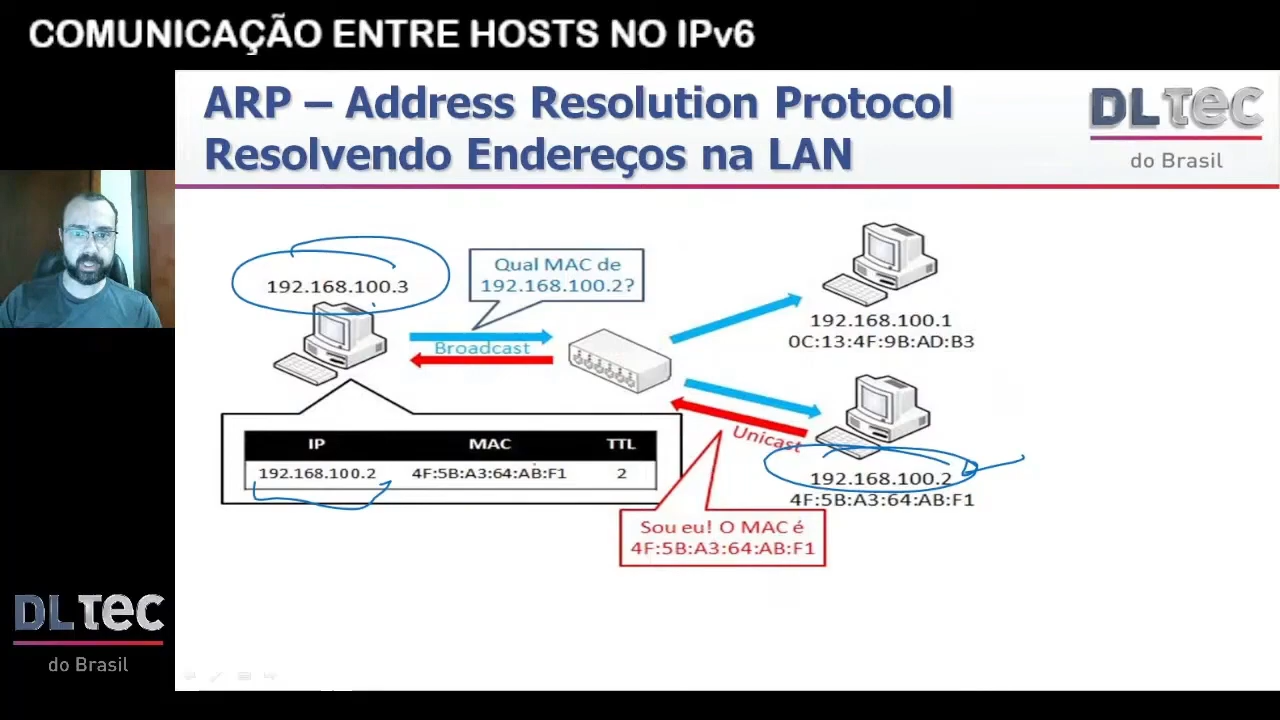 COMUNICAÇÃO ENTRE HOSTS NO IPv6
ARP – Address Resolution Protocol
Resolvendo Endereços na LAN
DLTEC
do Brasil
192.168.100.3
Qual MAC de
192.168.100.2?
Broadcast
192.168.100.1
0C:13:4F:9B:AD:B3
IP MAC TTL
192.168.100.2 4F:5B:A3:64:AB:F1 2
Unicast
192.168.100.2
4F:5B:A3:64:AB:F1
Sou eu! O MAC é
4F:5B:A3:64:AB:F1
DLTEC
do Brasil